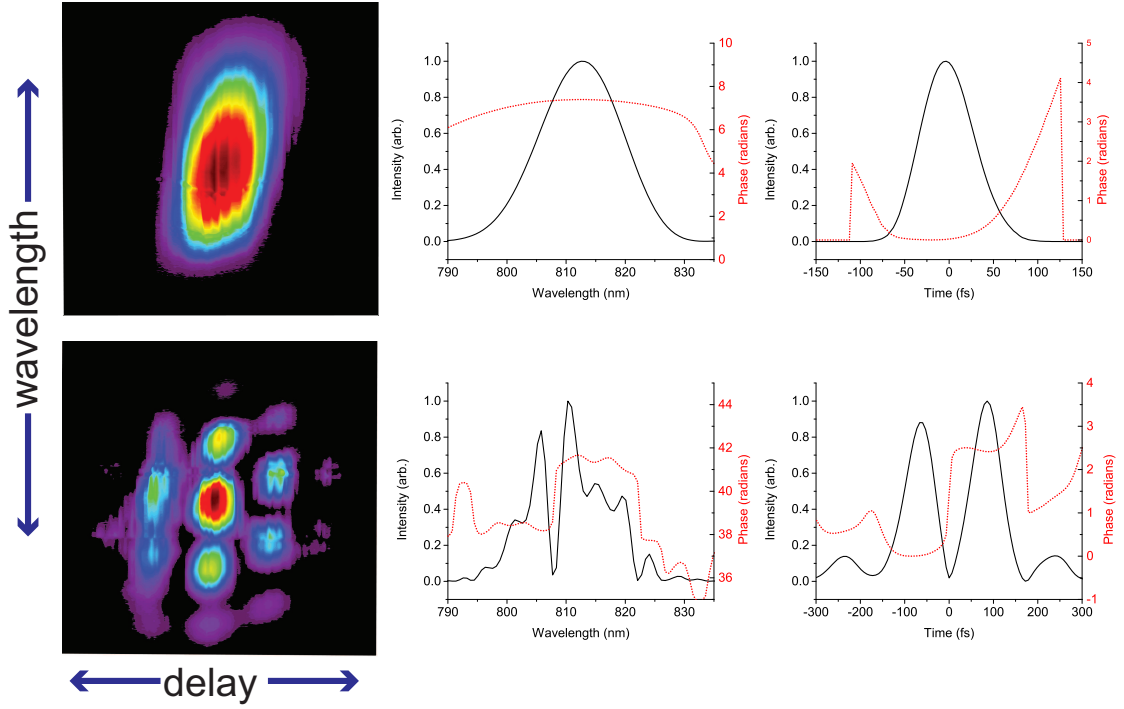 wavelength
delay
Intensity (arb.)
1.0
0.8
0.6
0.4
0.2
0.0
790 800 810 820 830
Wavelength (nm)
10
8
6
4
2
0
Phase (radians)
Intensity (arb.)
1.0
0.8
0.6
0.4
0.2
0.0
-150 -100 -50 0 50 100 150
Time (fs)
5
4
3
2
1
0
Phase (radians)
Intensity (arb.)
1.0
0.8
0.6
0.4
0.2
0.0
790 800 810 820 830
Wavelength (nm)
44
42
40
38
36
Phase (radians)
Intensity (arb.)
1.0
0.8
0.6
0.4
0.2
0.0
-300 -200 -100 0 100 200 300
Time (fs)
4
3
2
1
0
-1
Phase (radians)